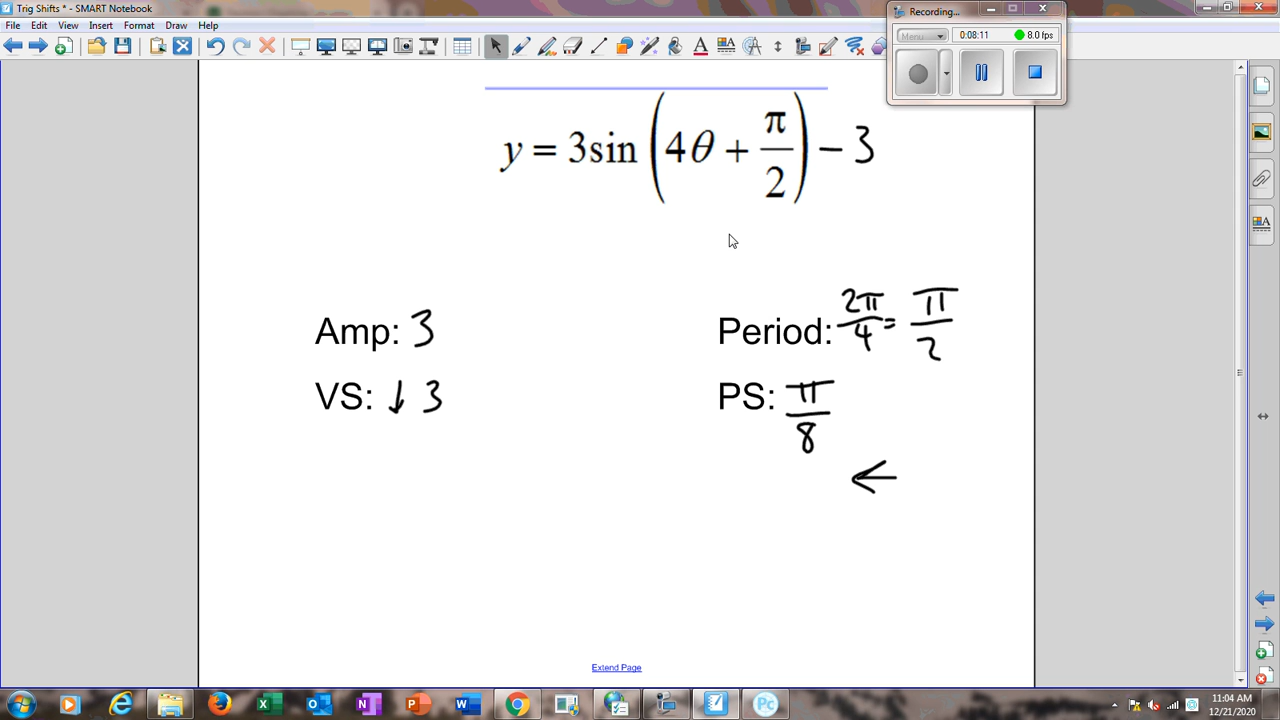 Trig Shifts * - SMART Notebook
File Edit View Insert Format Draw Help
Recording...
Menu 0:08:11 8.0 fps
y = 3sin (4θ + π/2) - 3
Amp: 3
Period: 2π/4 = π/2
VS: ↓ 3
PS: π/8
←
Extend Page
11:04 AM
12/21/2020